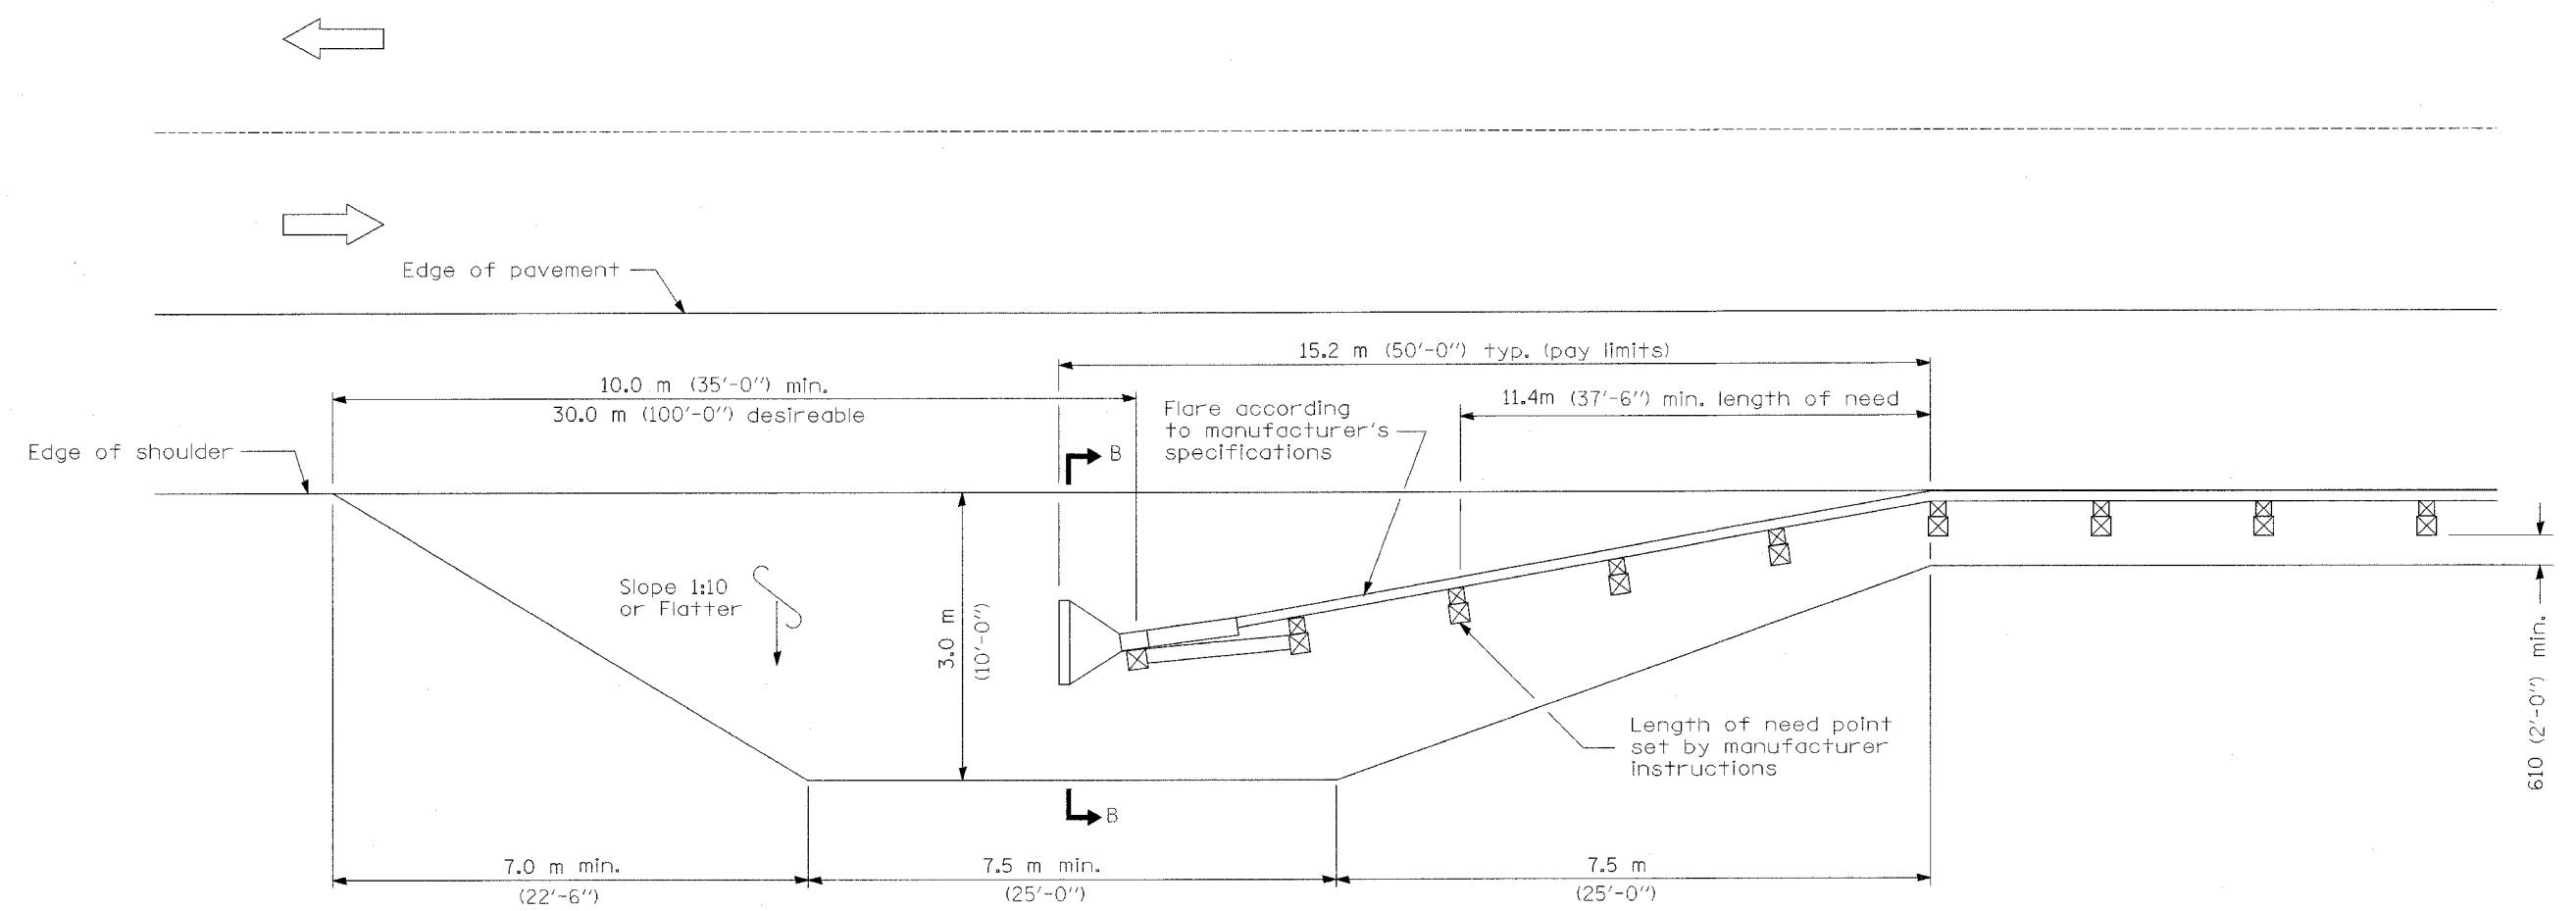 Edge of pavement
15.2 m (50'-0") typ. (pay limits)
10.0 m (35'-0") min.
30.0 m (100'-0") desireable
11.4m (37'-6") min. length of need
Flare according
to manufacturer's
specifications
Edge of shoulder
B
Slope 1:10
or Flatter
3.0 m
(10'-0")
610 (2'-0") min.
Length of need point
set by manufacturer
instructions
B
7.0 m min.
(22'-6")
7.5 m min.
(25'-0")
7.5 m
(25'-0")